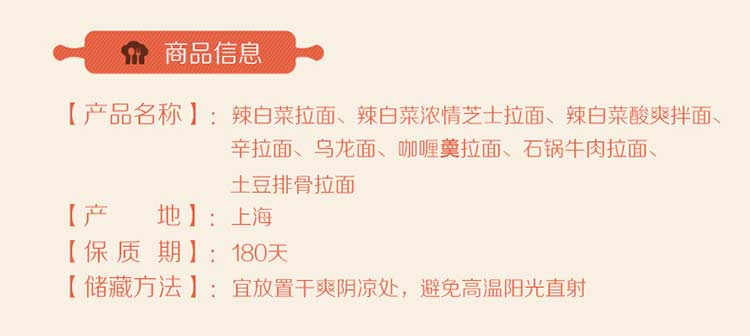 商品信息
【产品名称】：辣白菜拉面、辣白菜浓情芝士拉面、辣白菜酸爽拌面、
辛拉面、乌龙面、咖喱羹拉面、石锅牛肉拉面、
土豆排骨拉面
【产 地】：上海
【保 质 期】：180天
【储藏方法】：宜放置干爽阴凉处，避免高温阳光直射